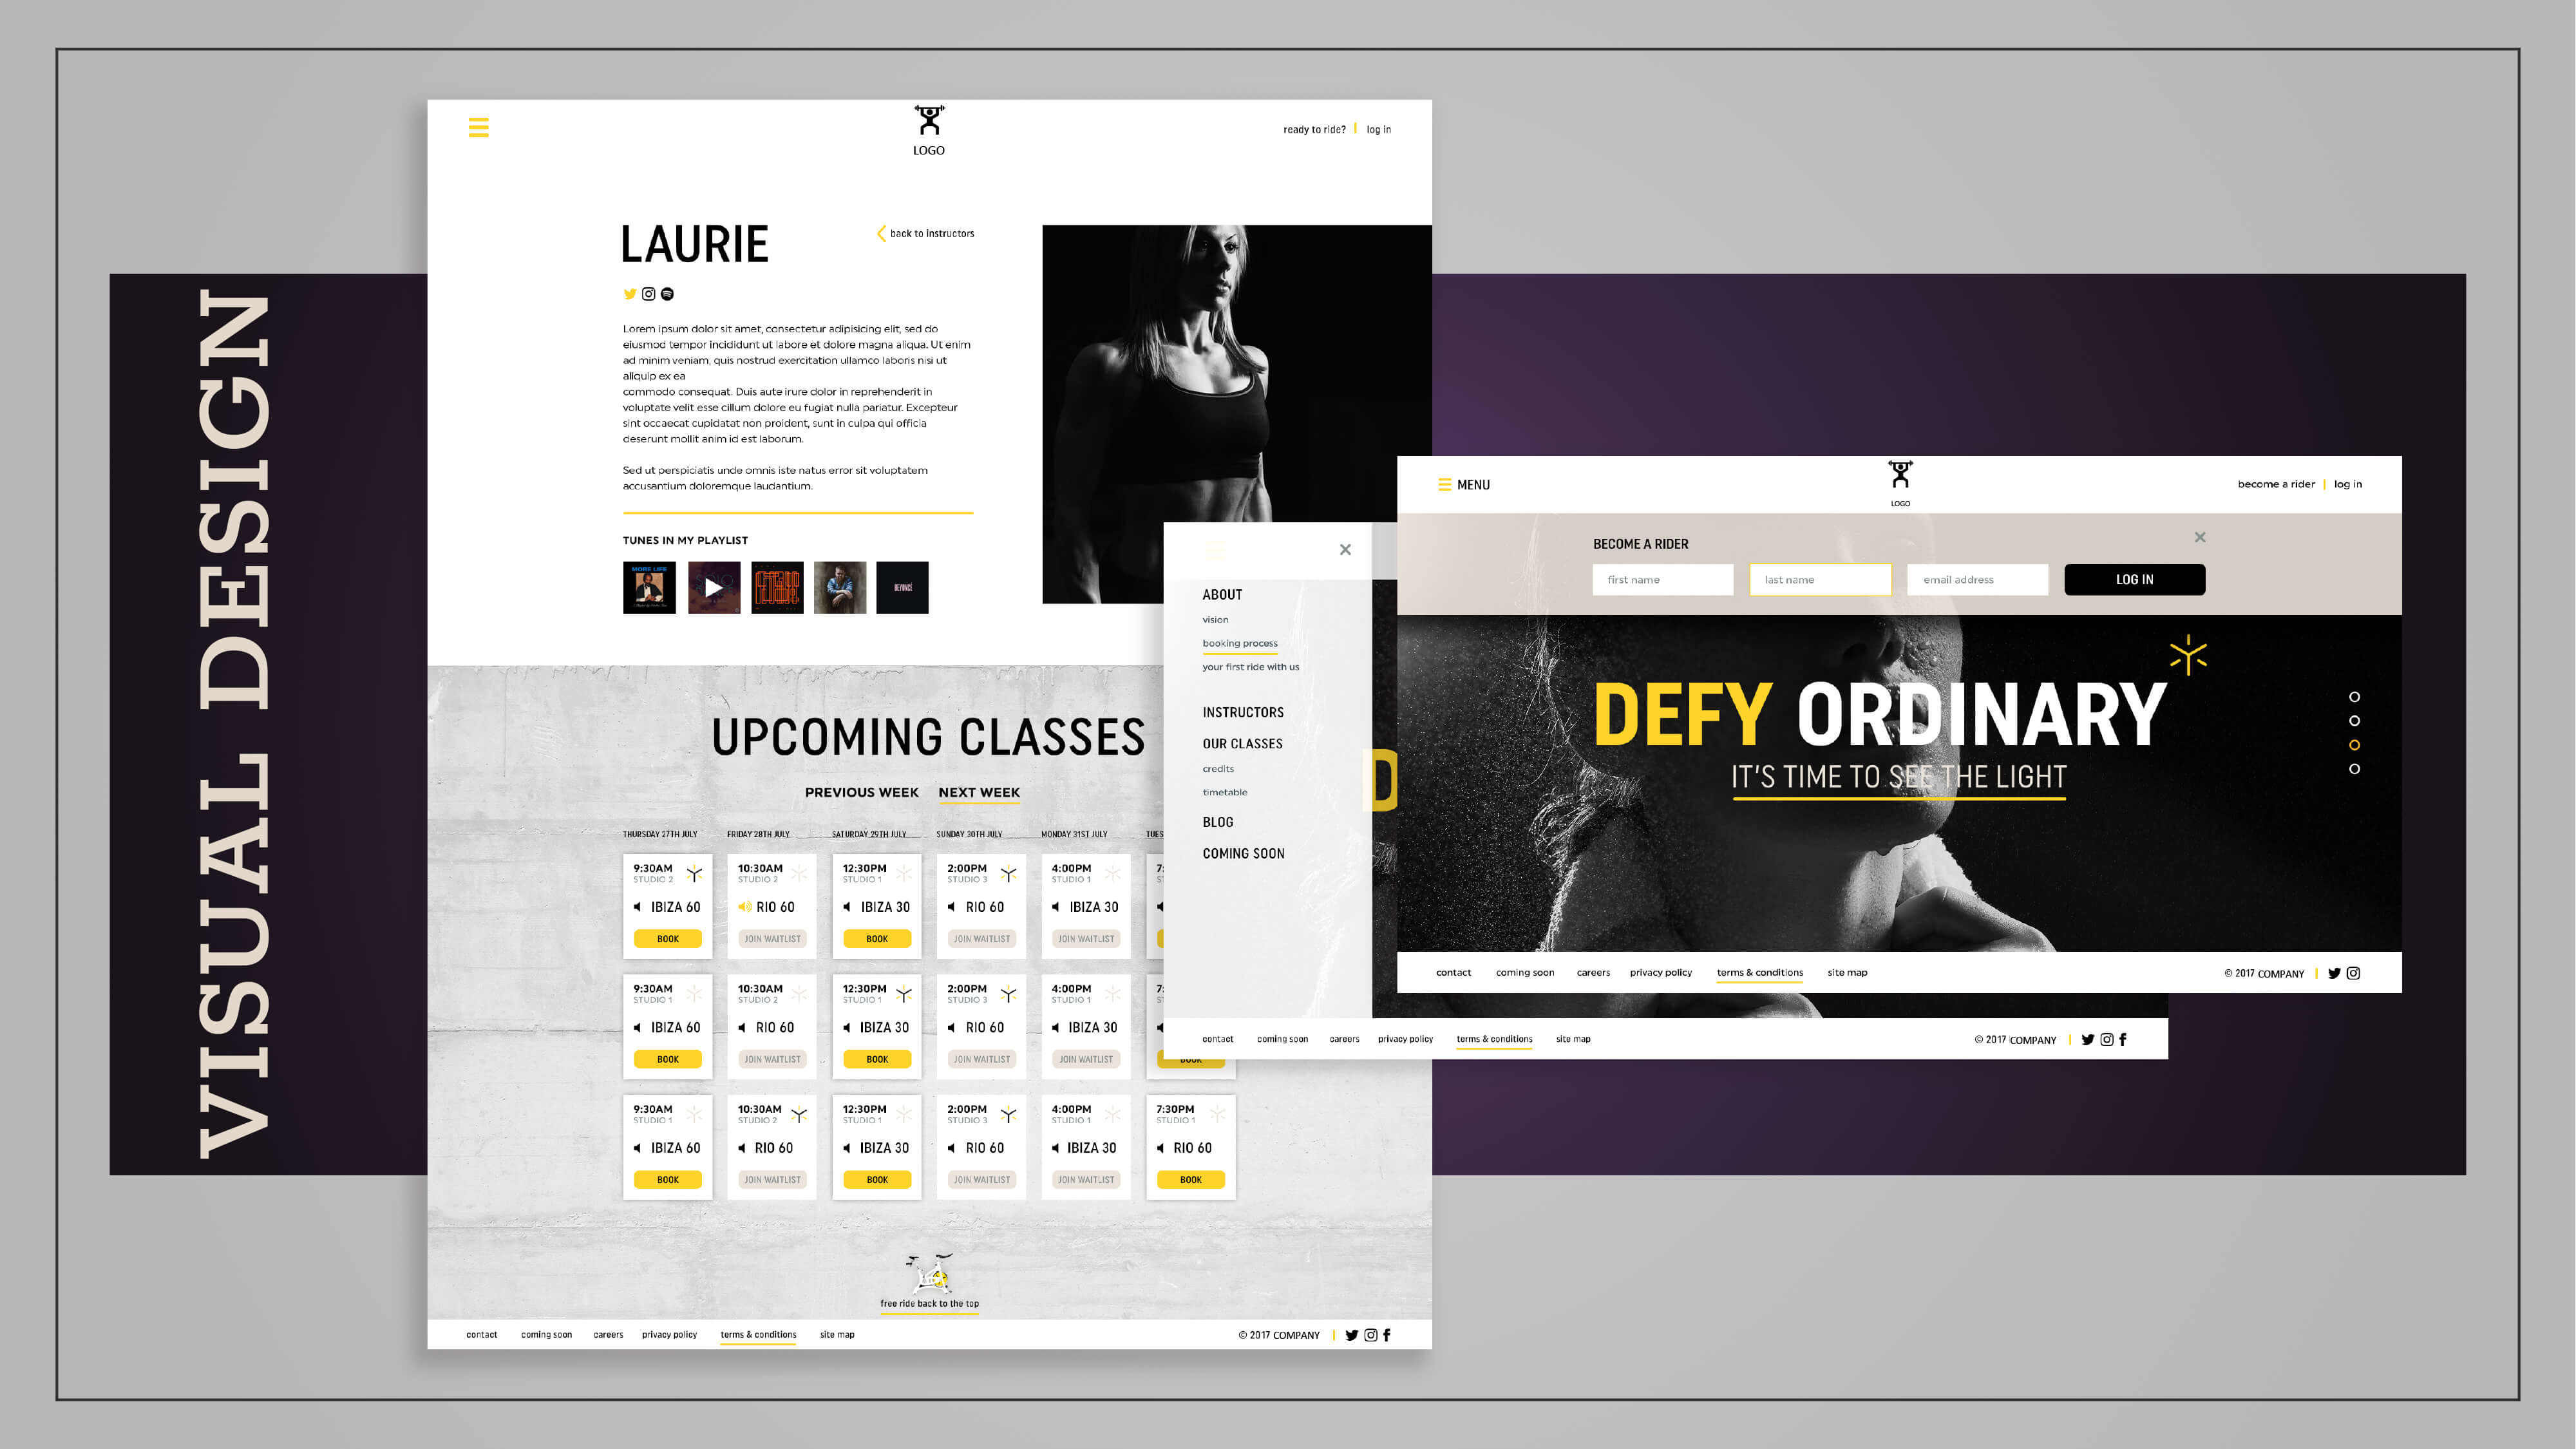 VISUAL DESIGN
LOGO
ready to ride? | log in
LAURIE
back to instructors
Lorem ipsum dolor sit amet, consectetur adipisicing elit, sed do
eiusmod tempor incididunt ut labore et dolore magna aliqua. Ut enim
ad minim veniam, quis nostrud exercitation ullamco laboris nisi ut
aliquip ex ea
commodo consequat. Duis aute irure dolor in reprehenderit in
voluptate velit esse cillum dolore eu fugiat nulla pariatur. Excepteur
sint occaecat cupidatat non proident, sunt in culpa qui officia
deserunt mollit anim id est laborum.
Sed ut perspiciatis unde omnis iste natus error sit voluptatem
accusantium doloremque laudantium.
TUNES IN MY PLAYLIST
MORE LIFE
BEYONCÉ
UPCOMING CLASSES
PREVIOUS WEEK NEXT WEEK
THURSDAY 27TH JULY FRIDAY 28TH JULY SATURDAY 29TH JULY SUNDAY 30TH JULY MONDAY 31ST JULY TUES
9:30AM 10:30AM 12:30PM 2:00PM 4:00PM 7:
STUDIO 2 STUDIO 2 STUDIO 1 STUDIO 3 STUDIO 1 ST
IBIZA 60 RIO 60 IBIZA 30 RIO 60 IBIZA 30
BOOK JOIN WAITLIST BOOK JOIN WAITLIST JOIN WAITLIST
9:30AM 10:30AM 12:30PM 2:00PM 4:00PM 7:
STUDIO 1 STUDIO 2 STUDIO 1 STUDIO 3 STUDIO 1 ST
IBIZA 60 RIO 60 IBIZA 30 RIO 60 IBIZA 30
BOOK JOIN WAITLIST BOOK JOIN WAITLIST JOIN WAITLIST BOOK
9:30AM 10:30AM 12:30PM 2:00PM 4:00PM 7:30PM
STUDIO 1 STUDIO 2 STUDIO 1 STUDIO 3 STUDIO 1 STUDIO 1
IBIZA 60 RIO 60 IBIZA 30 RIO 60 IBIZA 30 RIO 60
BOOK JOIN WAITLIST BOOK JOIN WAITLIST JOIN WAITLIST BOOK
free ride back to the top
contact coming soon careers privacy policy terms & conditions site map © 2017 COMPANY |
ABOUT
vision
booking process
your first ride with us
INSTRUCTORS
OUR CLASSES
credits
timetable
BLOG
COMING SOON
D
contact coming soon careers privacy policy terms & conditions site map © 2017 COMPANY |
MENU
LOGO
become a rider | log in
BECOME A RIDER
first name last name email address LOG IN
DEFY ORDINARY
IT'S TIME TO SEE THE LIGHT
contact coming soon careers privacy policy terms & conditions site map © 2017 COMPANY |